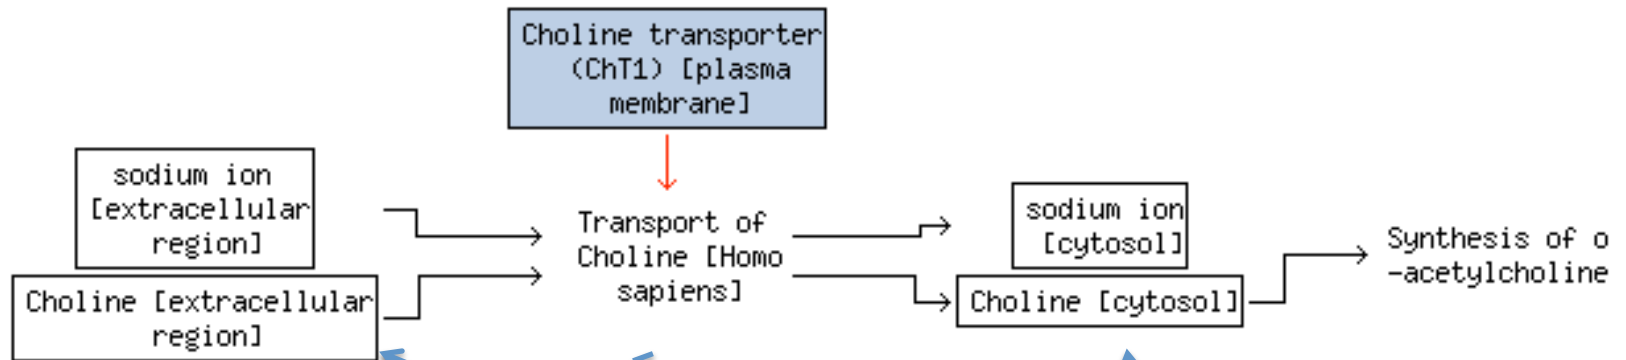 Choline transporter
(ChT1) [plasma
membrane]
sodium ion
[extracellular
region]
Choline [extracellular
region]
Transport of
Choline [Homo
sapiens]
sodium ion
[cytosol]
Choline [cytosol]
Synthesis of o
-acetylcholine